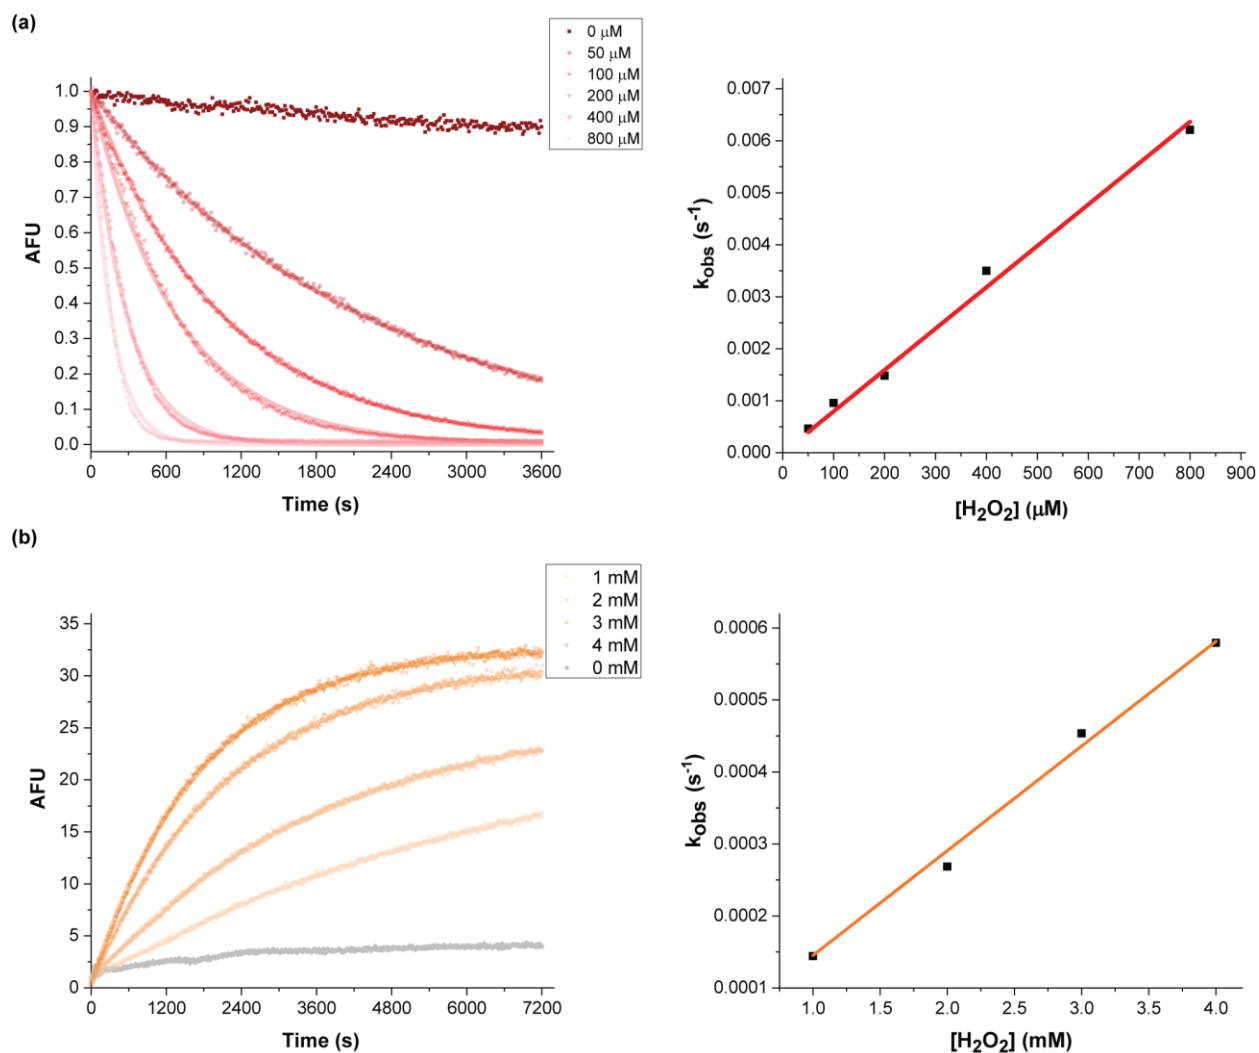 (a)
0 μM
50 μM
100 μM
200 μM
400 μM
800 μM
1.0
0.9
0.8
0.7
0.6
0.5
0.4
0.3
0.2
0.1
0.0
AFU
0 600 1200 1800 2400 3000 3600
Time (s)
0.007
0.006
0.005
0.004
0.003
0.002
0.001
0.000
kobs (s-1)
0 100 200 300 400 500 600 700 800 900
[H2O2] (μM)
(b)
1 mM
2 mM
3 mM
4 mM
0 mM
35
30
25
20
15
10
5
0
AFU
0 1200 2400 3600 4800 6000 7200
Time (s)
0.0006
0.0005
0.0004
0.0003
0.0002
0.0001
kobs (s-1)
1.0 1.5 2.0 2.5 3.0 3.5 4.0
[H2O2] (mM)